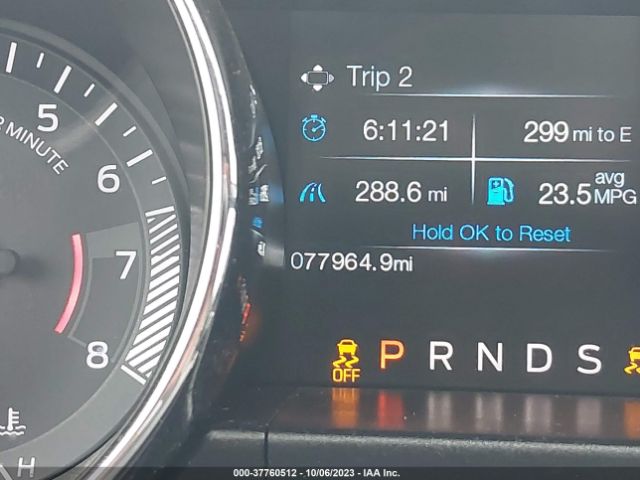 Trip 2
6:11:21 299 mi to E
288.6 mi 23.5 avg MPG
Hold OK to Reset
077964.9mi
OFF P R N D S
5
MINUTE
6
7
8
H
000-37760512 - 10/06/2023 - IAA Inc.